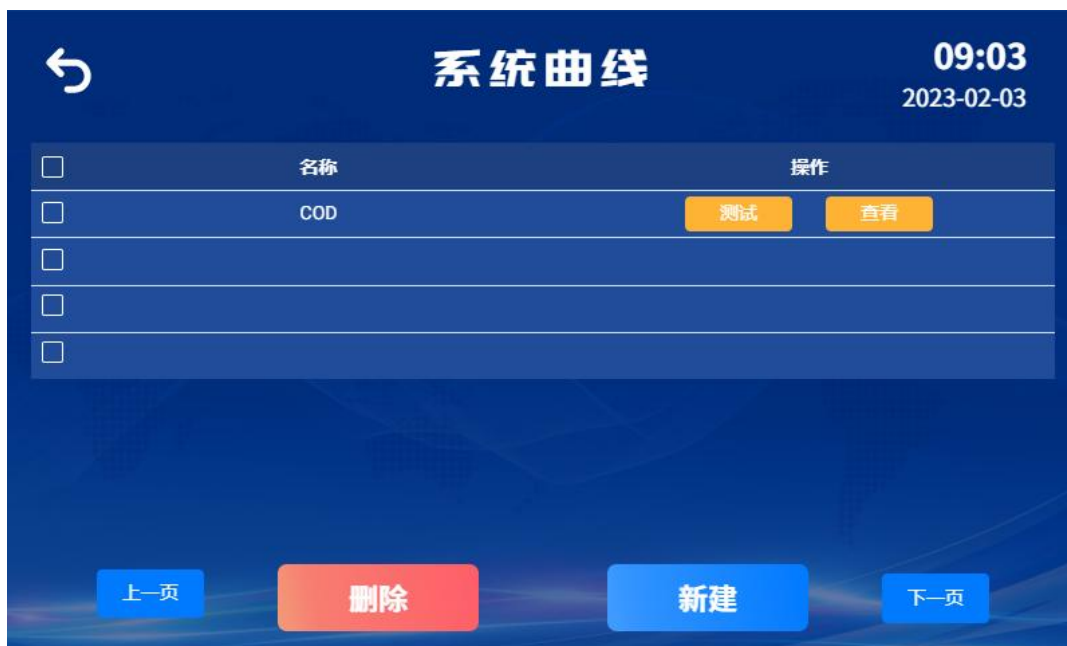 系统曲线
09:03
2023-02-03
名称 操作
COD 测试 查看
上一页 删除 新建 下一页